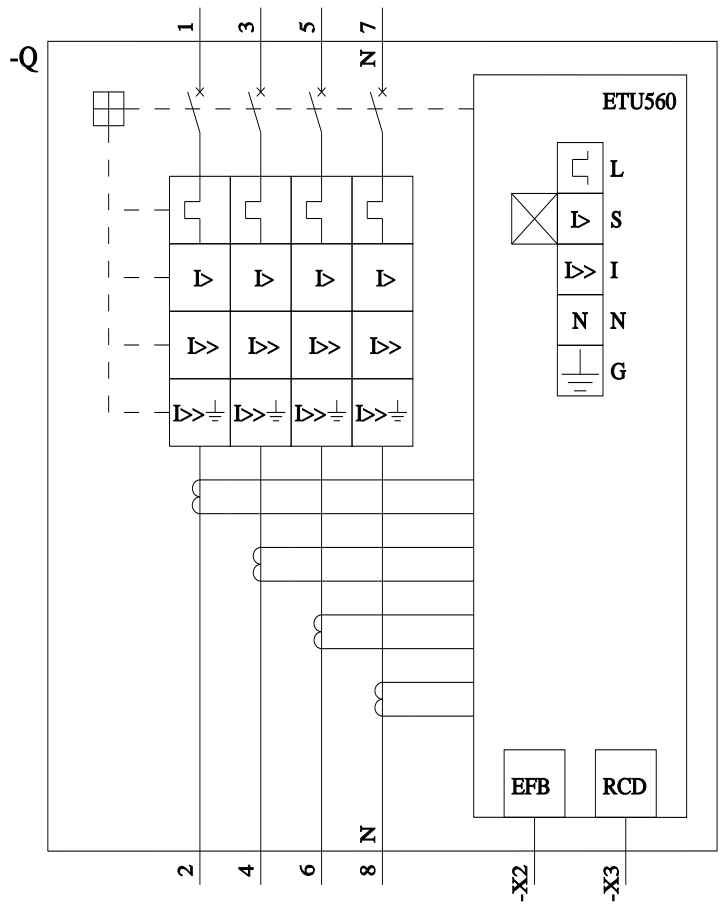 1 3 5 7
N
-Q
ETU560
L
S
I> I> I> I> I> 
I>> I
N N
G
I>> I>> I>> I>>
I>> I>> I>> I>>
EFB RCD
N
2 4 6 8
-X2 -X3